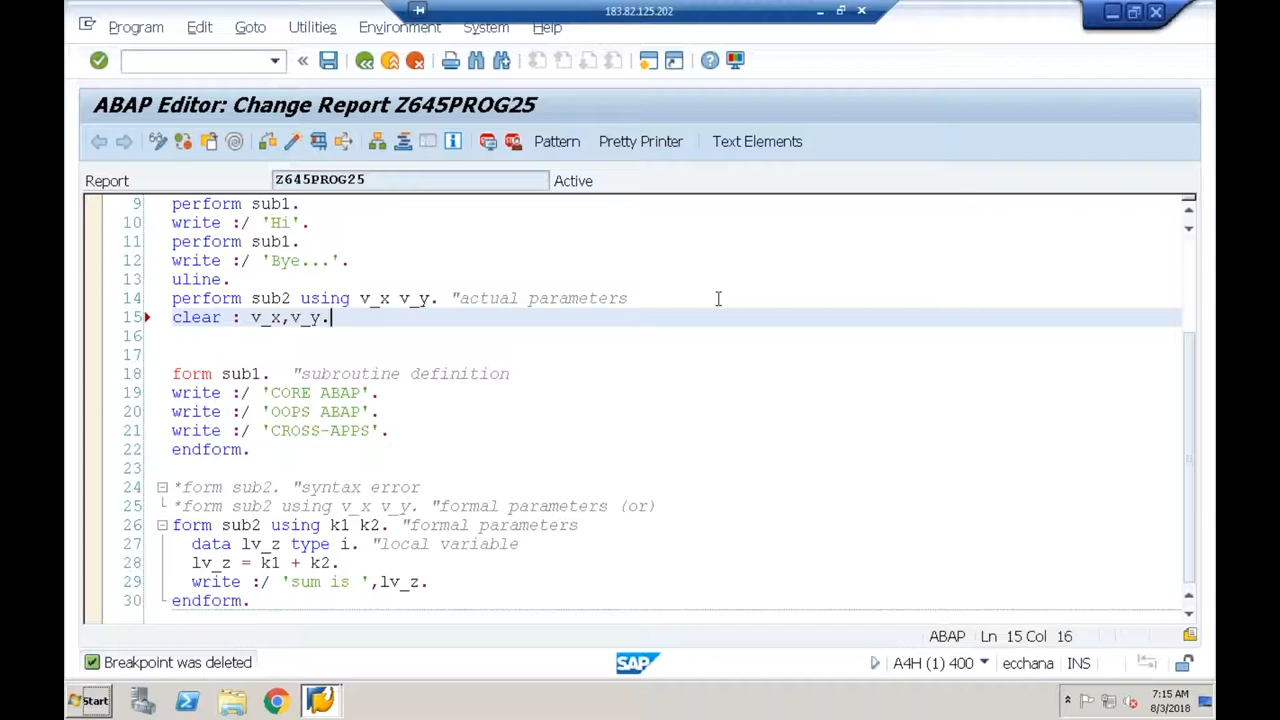 183.82.125.202
Program Edit Goto Utilities Environment System Help
ABAP Editor: Change Report Z645PROG25
Pattern Pretty Printer Text Elements
Report Z645PROG25 Active
9 perform sub1.
10 write :/ 'Hi'.
11 perform sub1.
12 write :/ 'Bye...'.
13 uline.
14 perform sub2 using v_x v_y. "actual parameters
15 clear : v_x,v_y.
16
17
18 form sub1. "subroutine definition
19 write :/ 'CORE ABAP'.
20 write :/ 'OOPS ABAP'.
21 write :/ 'CROSS-APPS'.
22 endform.
23
24 *form sub2. "syntax error
25 *form sub2 using v_x v_y. "formal parameters (or)
26 form sub2 using k1 k2. "formal parameters
27 data lv_z type i. "local variable
28 lv_z = k1 + k2.
29 write :/ 'sum is ',lv_z.
30 endform.
ABAP Ln 15 Col 16
Breakpoint was deleted SAP A4H (1) 400 ecchana INS
Start 7:15 AM
8/3/2018